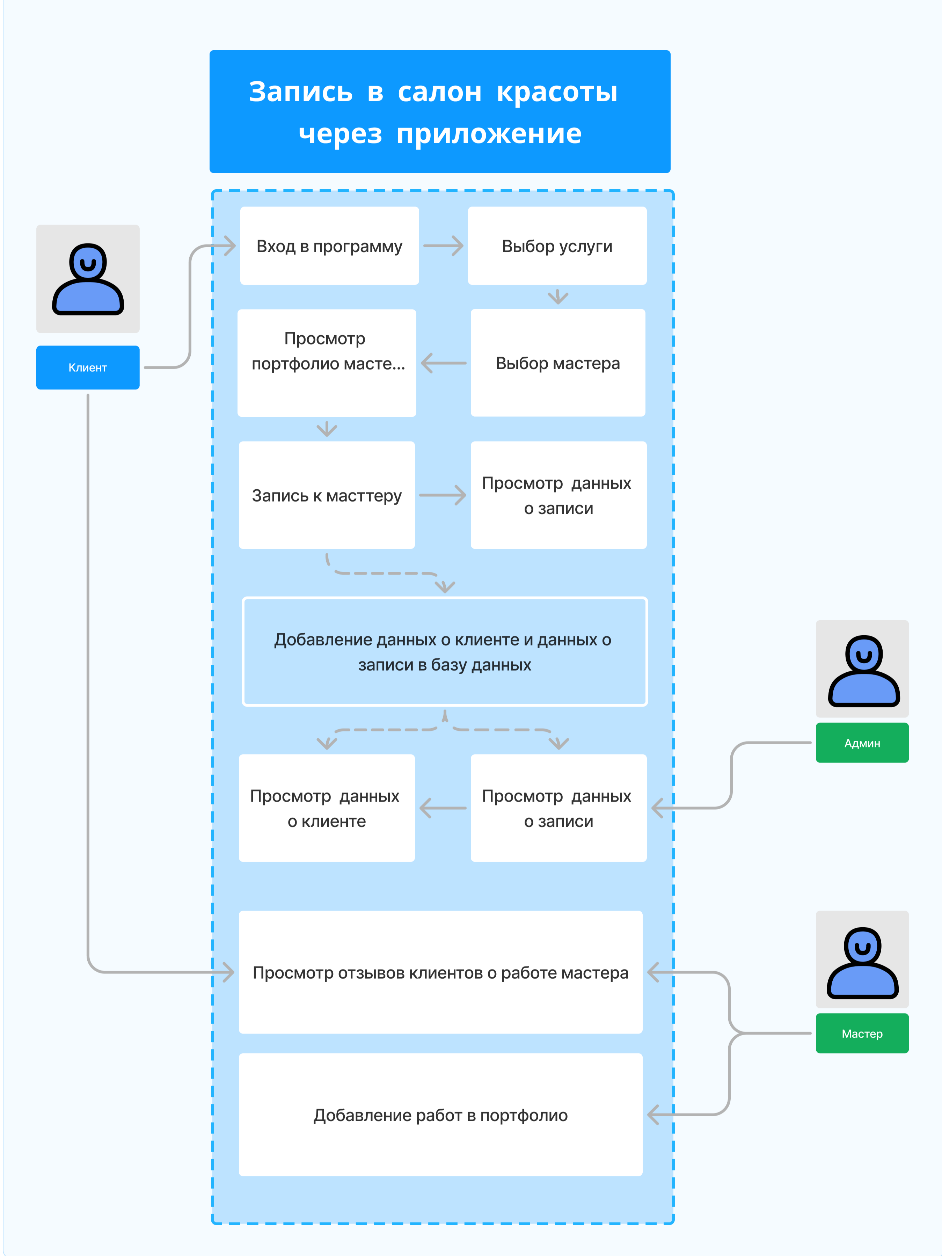 Запись в салон красоты
через приложение
Вход в программу
Выбор услуги
Клиент
Просмотр
портфолио масте...
Выбор мастера
Запись к масттеру
Просмотр данных
о записи
Добавление данных о клиенте и данных о
записи в базу данных
Админ
Просмотр данных
о клиенте
Просмотр данных
о записи
Просмотр отзывов клиентов о работе мастера
Мастер
Добавление работ в портфолио